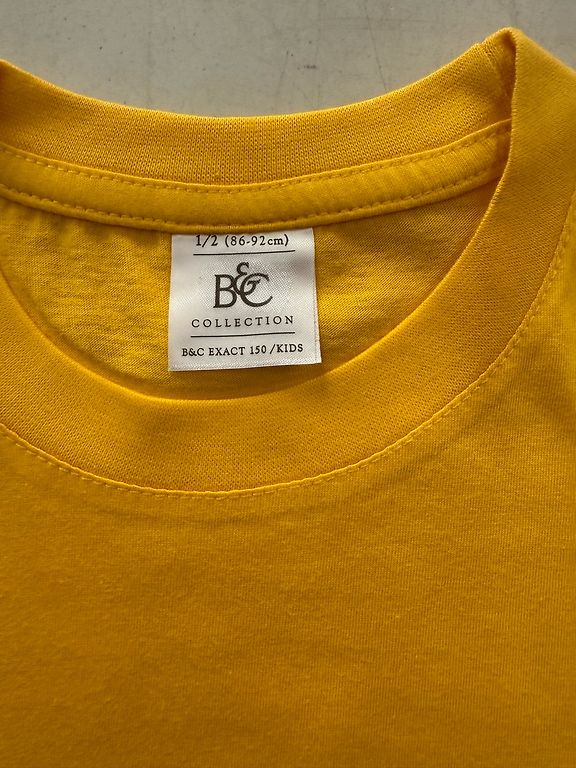 1/2 (86-92cm)
B&C
COLLECTION
B&C EXACT 150 / KIDS